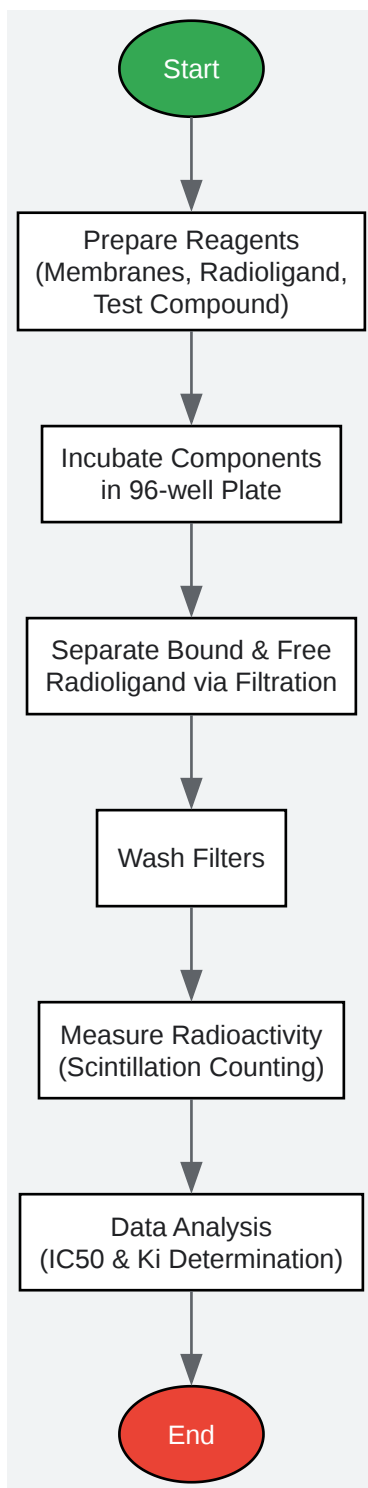 Start
Prepare Reagents
(Membranes, Radioligand,
Test Compound)
Incubate Components
in 96-well Plate
Separate Bound & Free
Radioligand via Filtration
Wash Filters
Measure Radioactivity
(Scintillation Counting)
Data Analysis
(IC50 & Ki Determination)
End